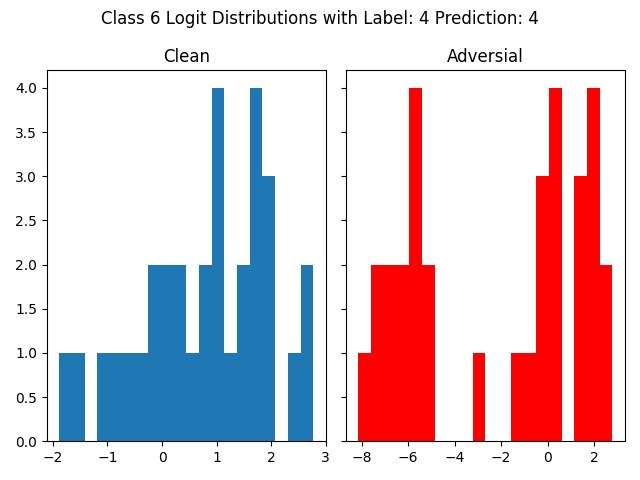 Class 6 Logit Distributions with Label: 4 Prediction: 4
Clean
Adversial
4.0
3.5
3.0
2.5
2.0
1.5
1.0
0.5
0.0
−2 −1 0 1 2 3
−8 −6 −4 −2 0 2